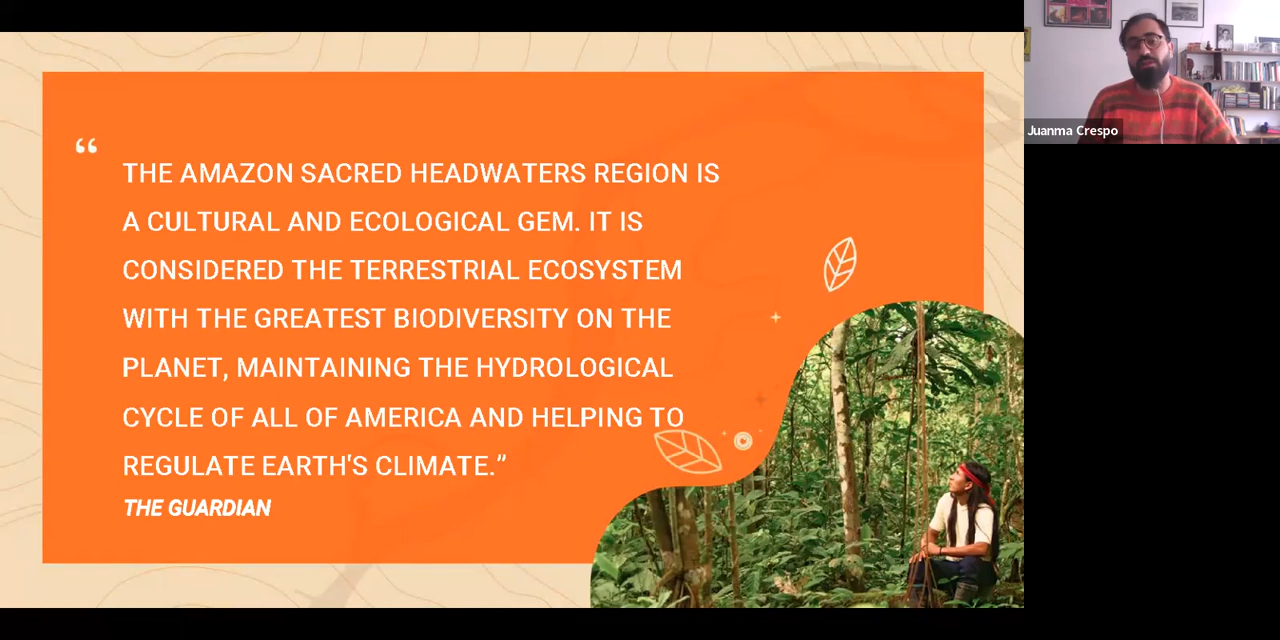 “
THE AMAZON SACRED HEADWATERS REGION IS
A CULTURAL AND ECOLOGICAL GEM. IT IS
CONSIDERED THE TERRESTRIAL ECOSYSTEM
WITH THE GREATEST BIODIVERSITY ON THE
PLANET, MAINTAINING THE HYDROLOGICAL
CYCLE OF ALL OF AMERICA AND HELPING TO
REGULATE EARTH'S CLIMATE.”
THE GUARDIAN
Juanma Crespo